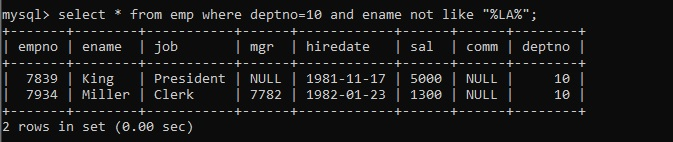 mysql> select * from emp where deptno=10 and ename not like "%LA%";
+-------+--------+-----------+------+------------+------+------+--------+
| empno | ename | job | mgr | hiredate | sal | comm | deptno |
+-------+--------+-----------+------+------------+------+------+--------+
| 7839 | King | President | NULL | 1981-11-17 | 5000 | NULL | 10 |
| 7934 | Miller | Clerk | 7782 | 1982-01-23 | 1300 | NULL | 10 |
+-------+--------+-----------+------+------------+------+------+--------+
2 rows in set (0.00 sec)